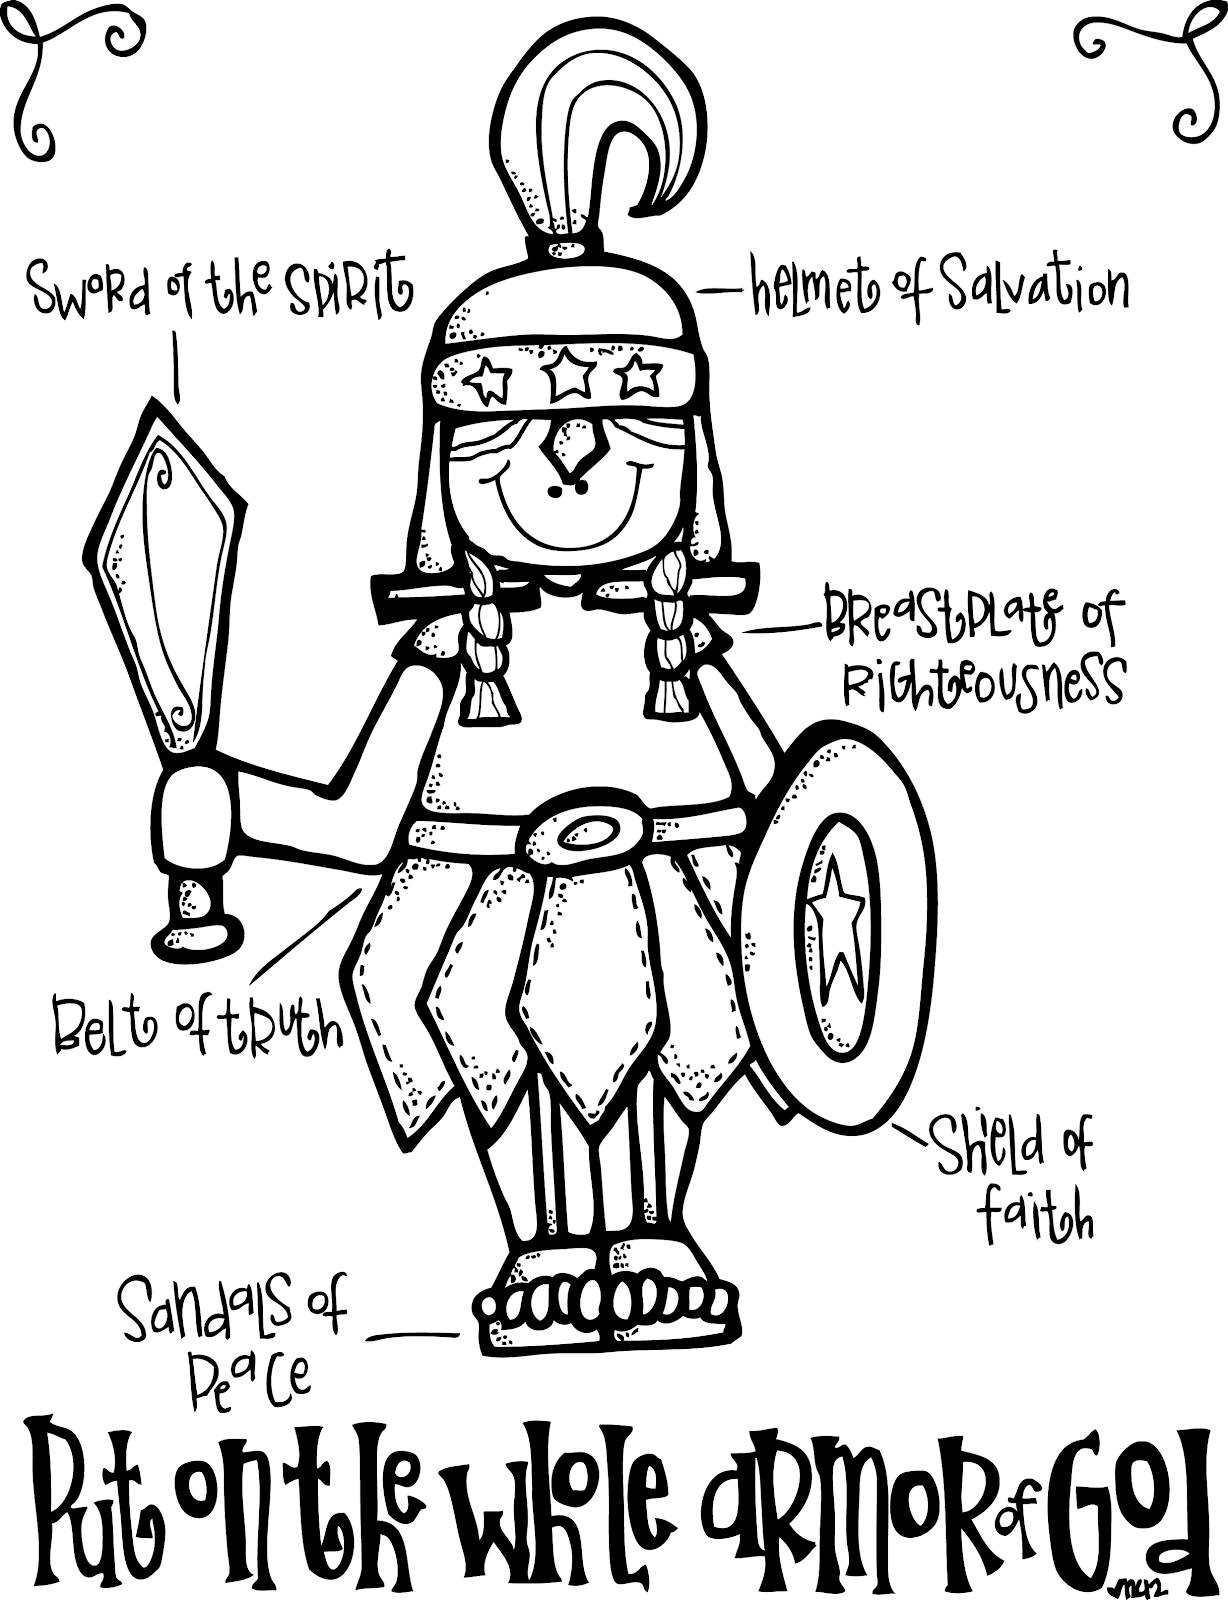 Sword of the Spirit
helmet of Salvation
Breastplate of
Righteousness
Belt of truth
Shield of
faith
Sandals of
Peace
Put on the whole armor of God